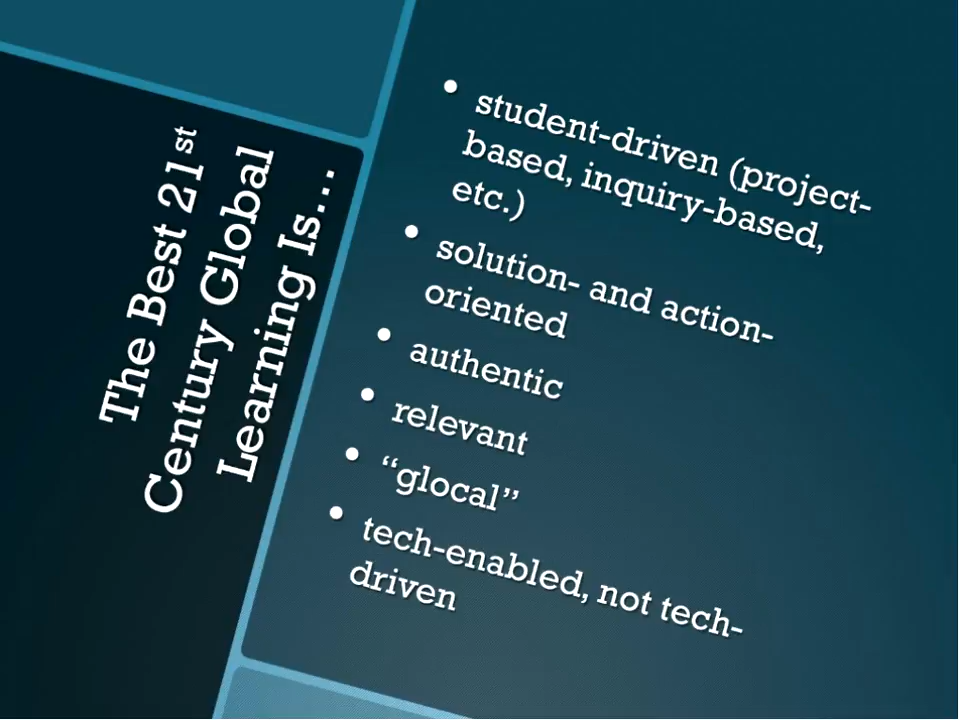 The Best 21st
Century Global
Learning Is…
• student-driven (project-
based, inquiry-based,
etc.)
• solution- and action-
oriented
• authentic
• relevant
• “glocal”
• tech-enabled, not tech-
driven